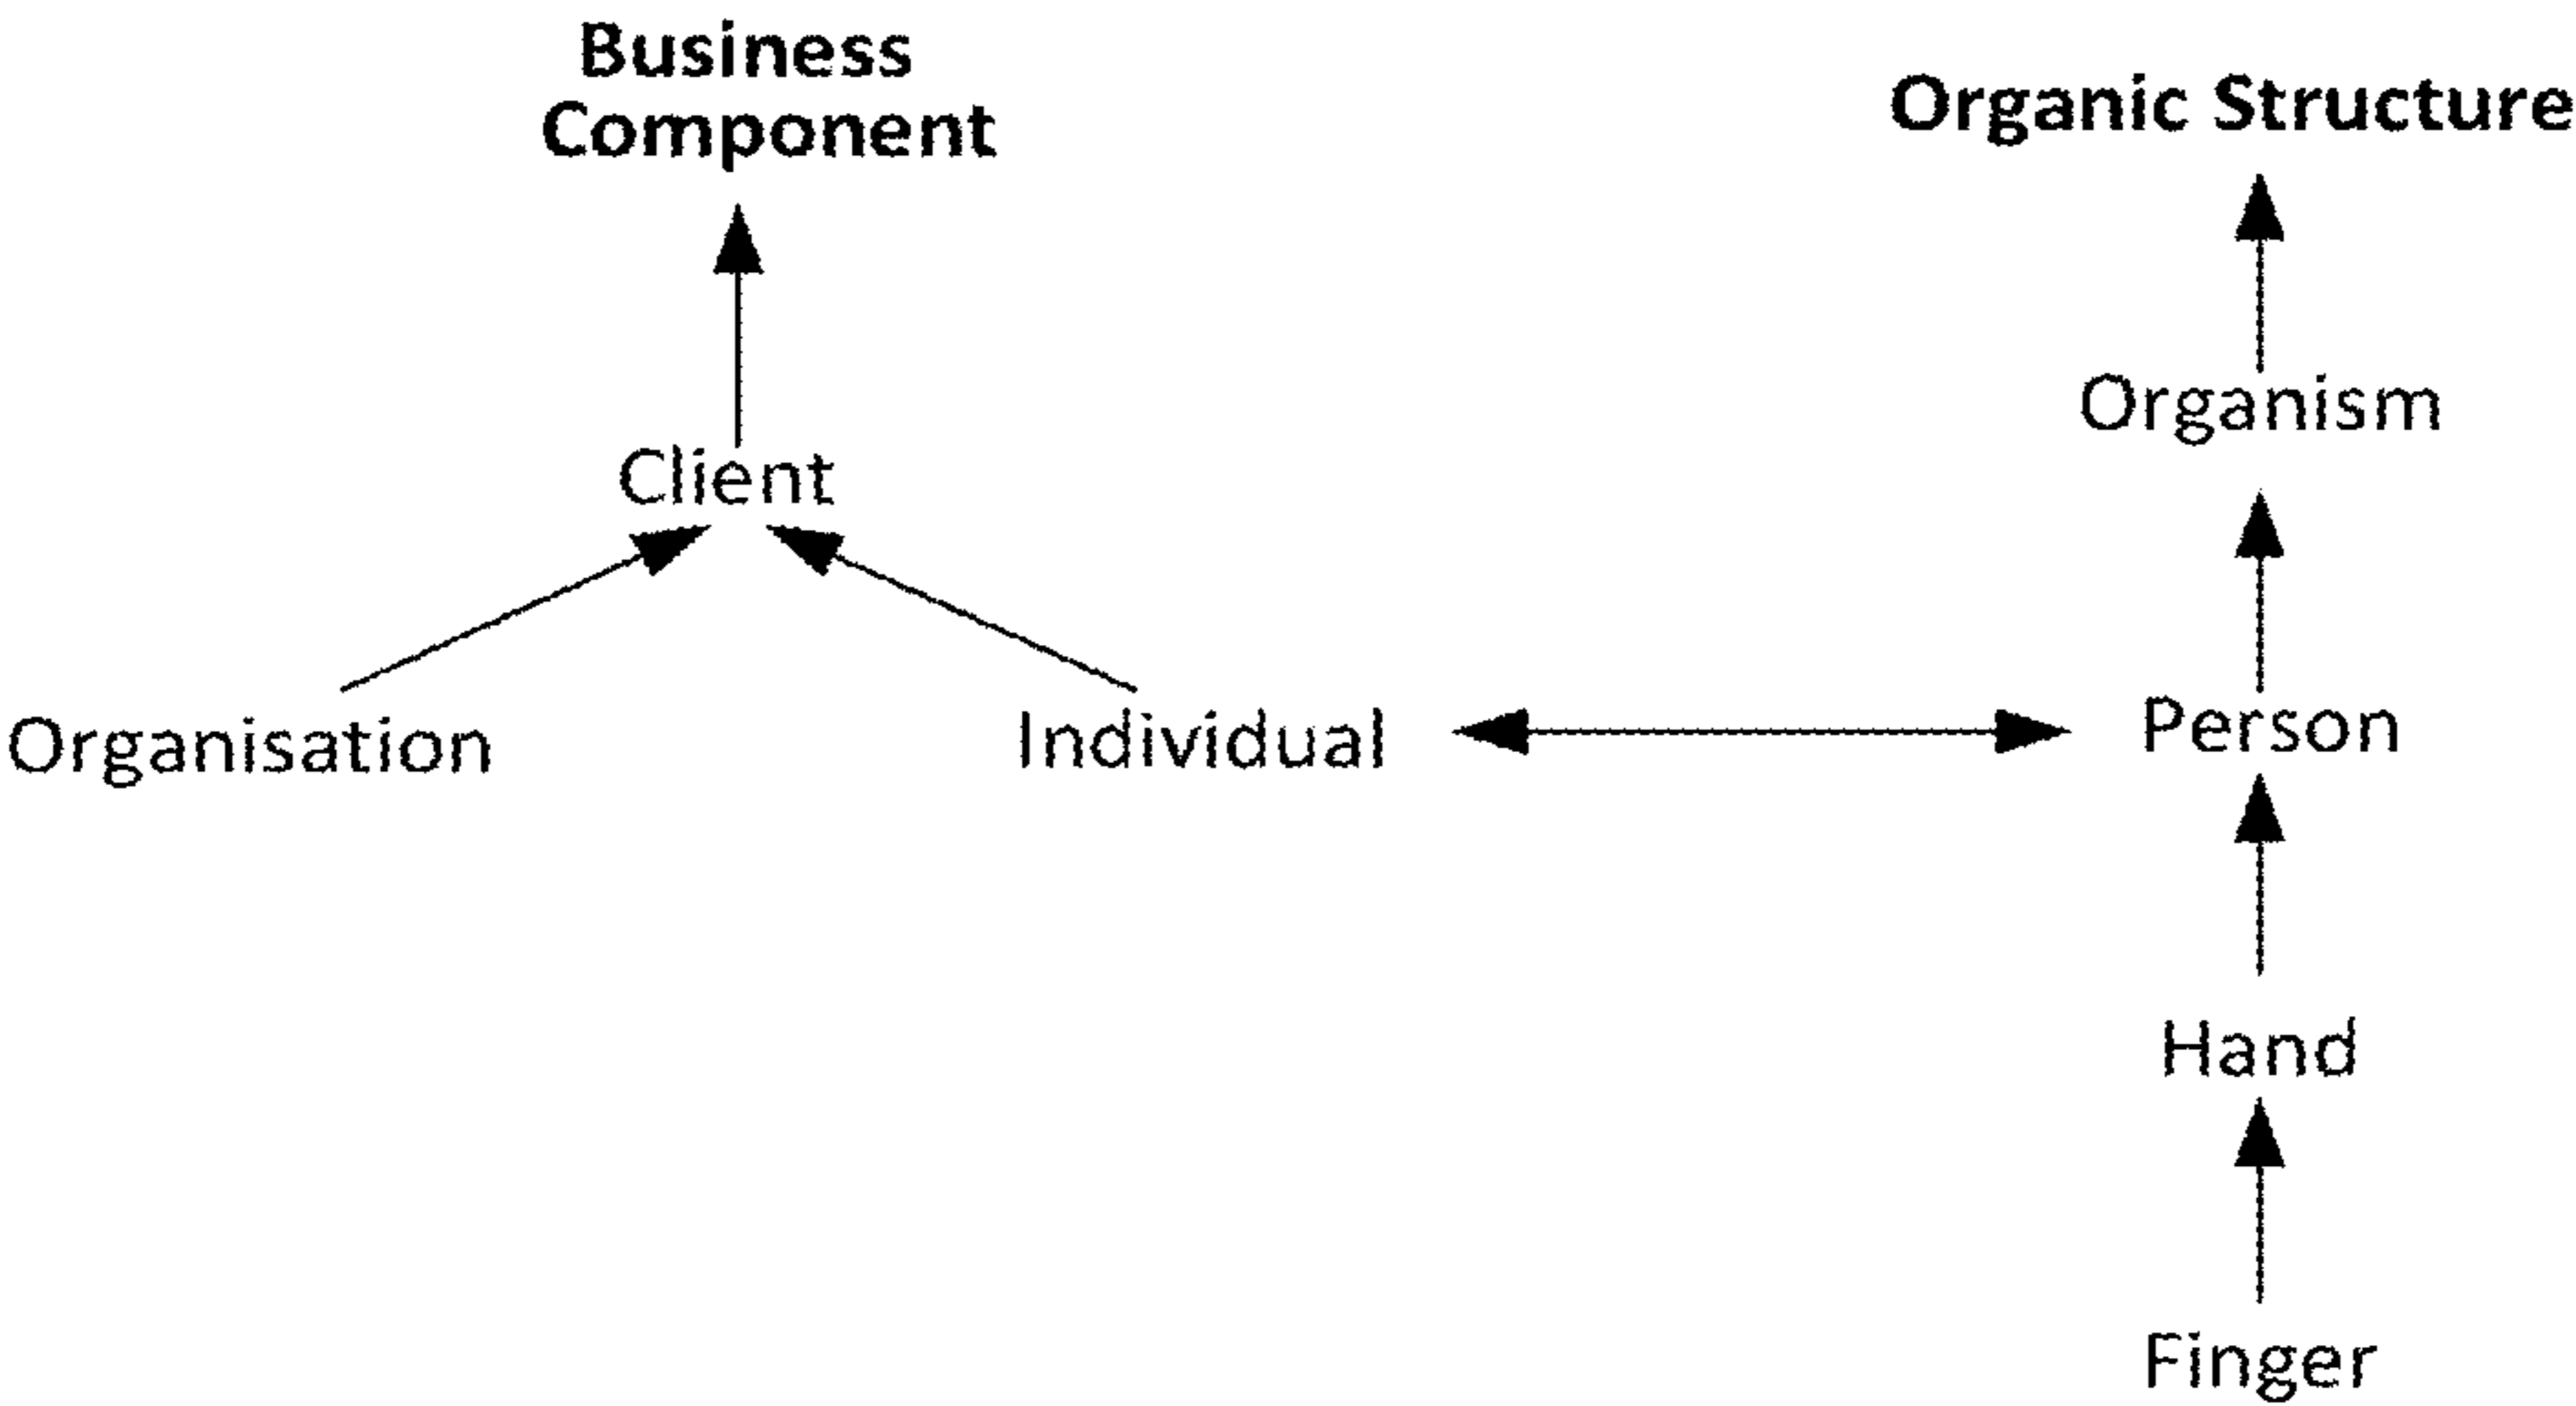 Business
Component
Organic Structure
Organism
Client
Organisation
Individual
Person
Hand
Finger